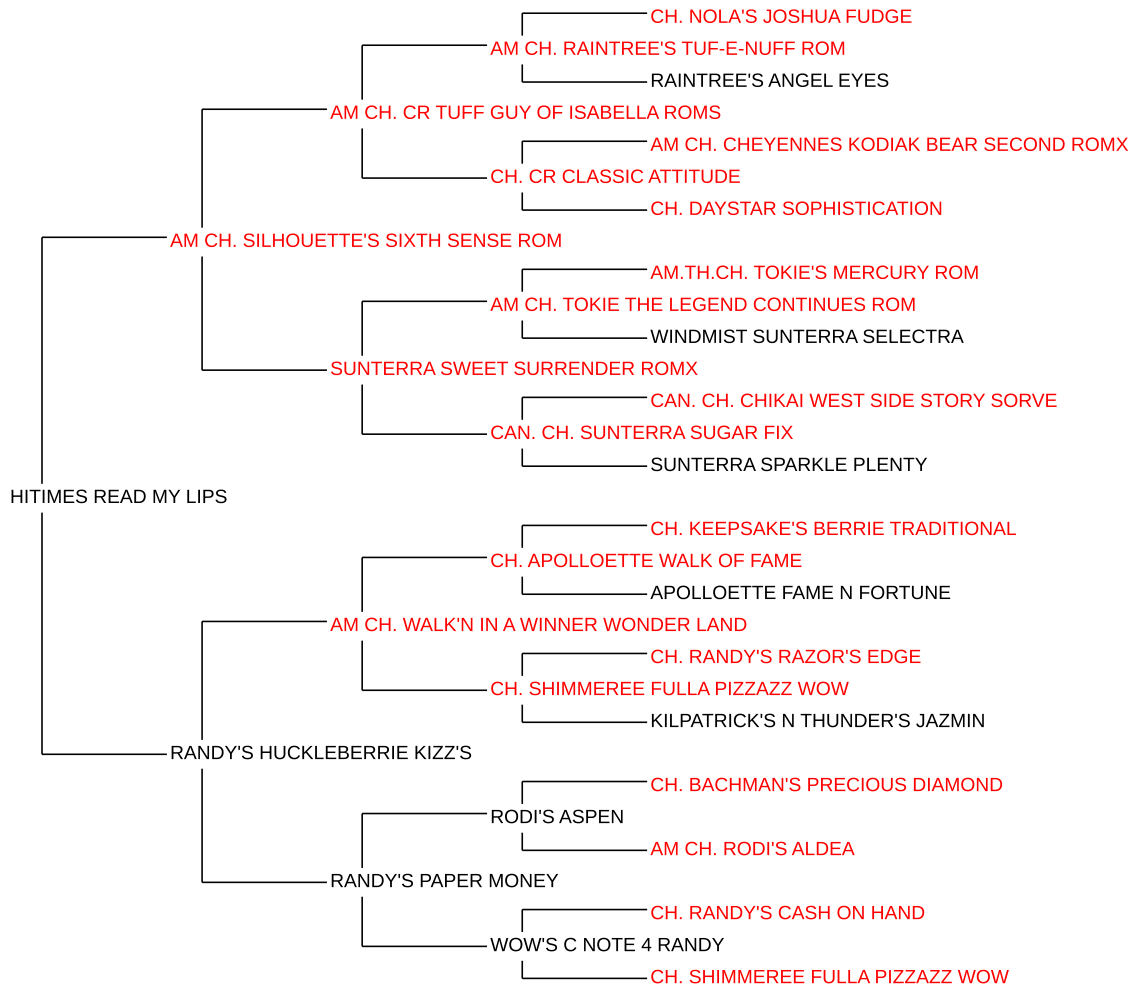 CH. NOLA'S JOSHUA FUDGE
AM CH. RAINTREE'S TUF-E-NUFF ROM
RAINTREE'S ANGEL EYES
AM CH. CR TUFF GUY OF ISABELLA ROMS
AM CH. CHEYENNES KODIAK BEAR SECOND ROMX
CH. CR CLASSIC ATTITUDE
CH. DAYSTAR SOPHISTICATION
AM CH. SILHOUETTE'S SIXTH SENSE ROM
AM.TH.CH. TOKIE'S MERCURY ROM
AM CH. TOKIE THE LEGEND CONTINUES ROM
WINDMIST SUNTERRA SELECTRA
SUNTERRA SWEET SURRENDER ROMX
CAN. CH. CHIKAI WEST SIDE STORY SORVE
CAN. CH. SUNTERRA SUGAR FIX
SUNTERRA SPARKLE PLENTY
HITIMES READ MY LIPS
CH. KEEPSAKE'S BERRIE TRADITIONAL
CH. APOLLOETTE WALK OF FAME
APOLLOETTE FAME N FORTUNE
AM CH. WALK'N IN A WINNER WONDER LAND
CH. RANDY'S RAZOR'S EDGE
CH. SHIMMEREE FULLA PIZZAZZ WOW
KILPATRICK'S N THUNDER'S JAZMIN
RANDY'S HUCKLEBERRIE KIZZ'S
CH. BACHMAN'S PRECIOUS DIAMOND
RODI'S ASPEN
AM CH. RODI'S ALDEA
RANDY'S PAPER MONEY
CH. RANDY'S CASH ON HAND
WOW'S C NOTE 4 RANDY
CH. SHIMMEREE FULLA PIZZAZZ WOW